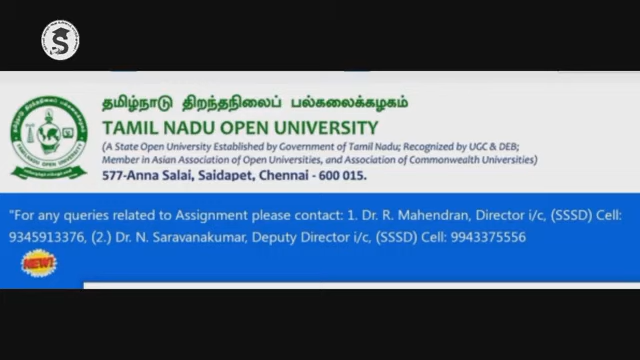 S
தமிழ்நாடு திறந்தநிலைப் பல்கலைக்கழகம்
TAMIL NADU OPEN UNIVERSITY
(A State Open University Established by Government of Tamil Nadu; Recognized by UGC & DEB;
Member in Asian Association of Open Universities, and Association of Commonwealth Universities)
577-Anna Salai, Saidapet, Chennai - 600 015.
"For any queries related to Assignment please contact: 1. Dr. R. Mahendran, Director i/c, (SSSD) Cell:
9345913376, (2.) Dr. N. Saravanakumar, Deputy Director i/c, (SSSD) Cell: 9943375556
NEW!